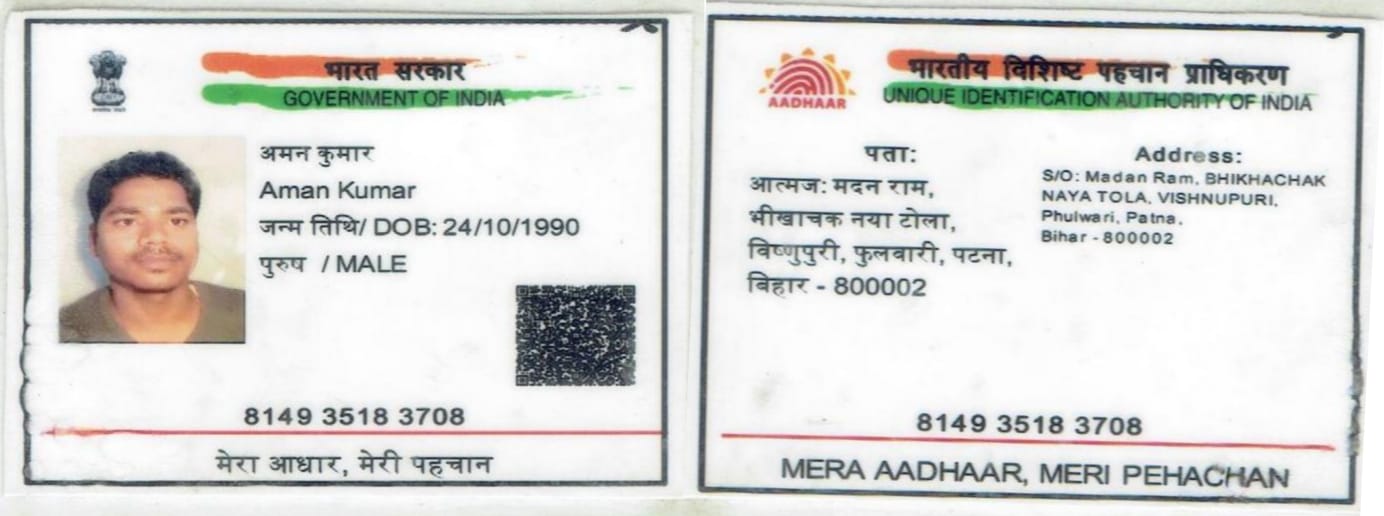 भारत सरकार
GOVERNMENT OF INDIA
अमन कुमार
Aman Kumar
जन्म तिथि/ DOB: 24/10/1990
पुरुष / MALE
8149 3518 3708
मेरा आधार, मेरी पहचान
भारतीय विशिष्ट पहचान प्राधिकरण
UNIQUE IDENTIFICATION AUTHORITY OF INDIA
AADHAAR
पता:
आत्मज: मदन राम,
भीखाचक नया टोला,
विष्णुपुरी, फुलवारी, पटना,
बिहार - 800002
Address:
S/O: Madan Ram, BHIKHACHAK
NAYA TOLA, VISHNUPURI,
Phulwari, Patna,
Bihar - 800002
8149 3518 3708
MERA AADHAAR, MERI PEHACHAN